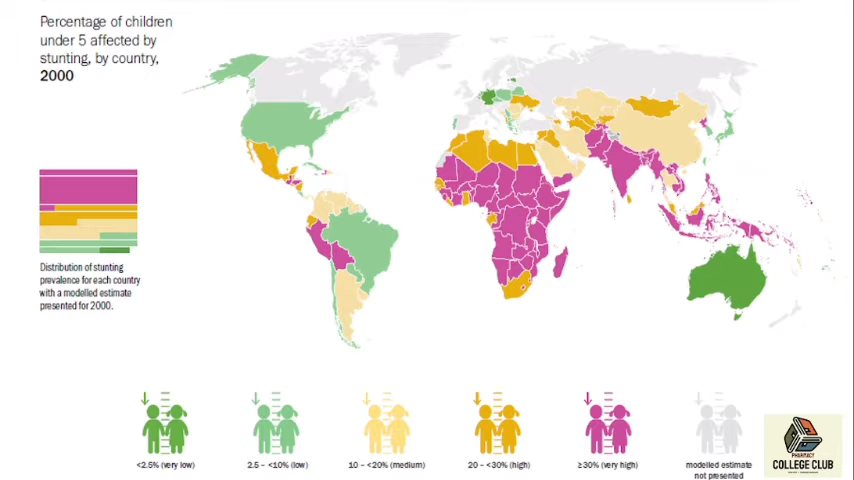 Percentage of children
under 5 affected by
stunting, by country,
2000
Distribution of stunting
prevalence for each country
with a modelled estimate
presented for 2000.
<2.5% (very low)
2.5 – <10% (low)
10 – <20% (medium)
20 – <30% (high)
≥30% (very high)
modelled estimate
not presented
PHARMACY
COLLEGE CLUB